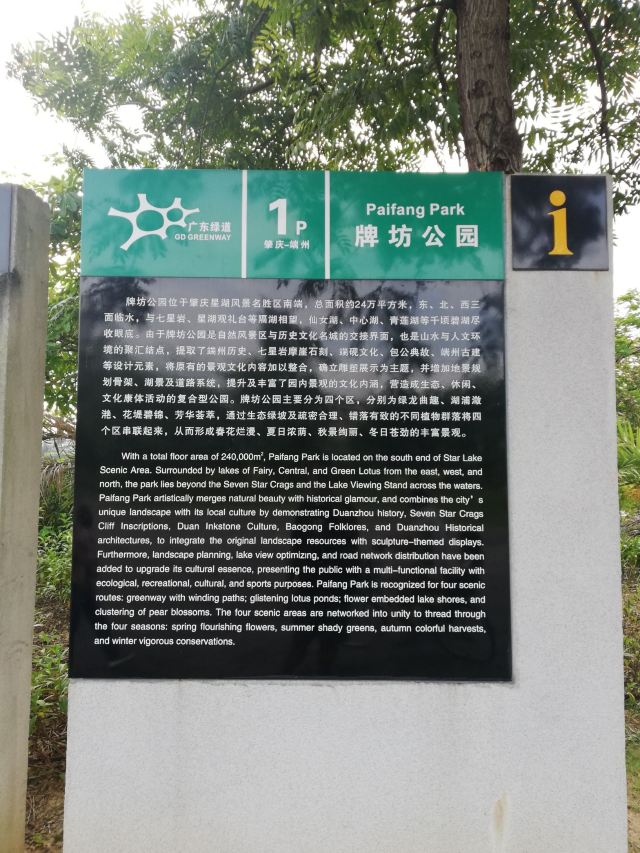 广东绿道
GD GREENWAY
1P
肇庆–端州
Paifang Park
牌坊公园
i
牌坊公园位于肇庆星湖风景名胜区南端，总面积约24万平方米，东、北、西三
面临水，与七星岩、星湖观礼台等隔湖相望，仙女湖、中心湖、青莲湖等千顷碧湖尽
收眼底。由于牌坊公园是自然风景区与历史文化名城的交接界面，也是山水与人文环
境的聚汇结点，提取了端州历史、七星岩摩崖石刻、端砚文化、包公典故、端州古建
等设计元素，将原有的景观文化内容加以整合，确立雕塑展示为主题，并增加地景规
划骨架、湖景及道路系统，提升及丰富了园内景观的文化内涵，营造成生态、休闲、
文化康体活动的复合型公园。牌坊公园主要分为四个区，分别为绿龙曲趣、湖浦潋
滟、花堤碧锦、芳华荟萃，通过生态绿坡及疏密合理、错落有致的不同植物群落将四
个区串联起来，从而形成春花烂漫、夏日浓荫、秋景绚丽、冬日苍劲的丰富景观。
With a total floor area of 240,000m², Paifang Park is located on the south end of Star Lake
Scenic Area. Surrounded by lakes of Fairy, Central, and Green Lotus from the east, west, and
north, the park lies beyond the Seven Star Crags and the Lake Viewing Stand across the waters.
Paifang Park artistically merges natural beauty with historical glamour, and combines the city’s
unique landscape with its local culture by demonstrating Duanzhou history, Seven Star Crags
Cliff Inscriptions, Duan Inkstone Culture, Baogong Folklores, and Duanzhou Historical
architectures, to integrate the original landscape resources with sculpture–themed displays.
Furthermore, landscape planning, lake view optimizing, and road network distribution have been
added to upgrade its cultural essence, presenting the public with a multi–functional facility with
ecological, recreational, cultural, and sports purposes. Paifang Park is recognized for four scenic
routes: greenway with winding paths; glistening lotus ponds; flower embedded lake shores, and
clustering of pear blossoms. The four scenic areas are networked into unity to thread through
the four seasons: spring flourishing flowers, summer shady greens, autumn colorful harvests,
and winter vigorous conservations.